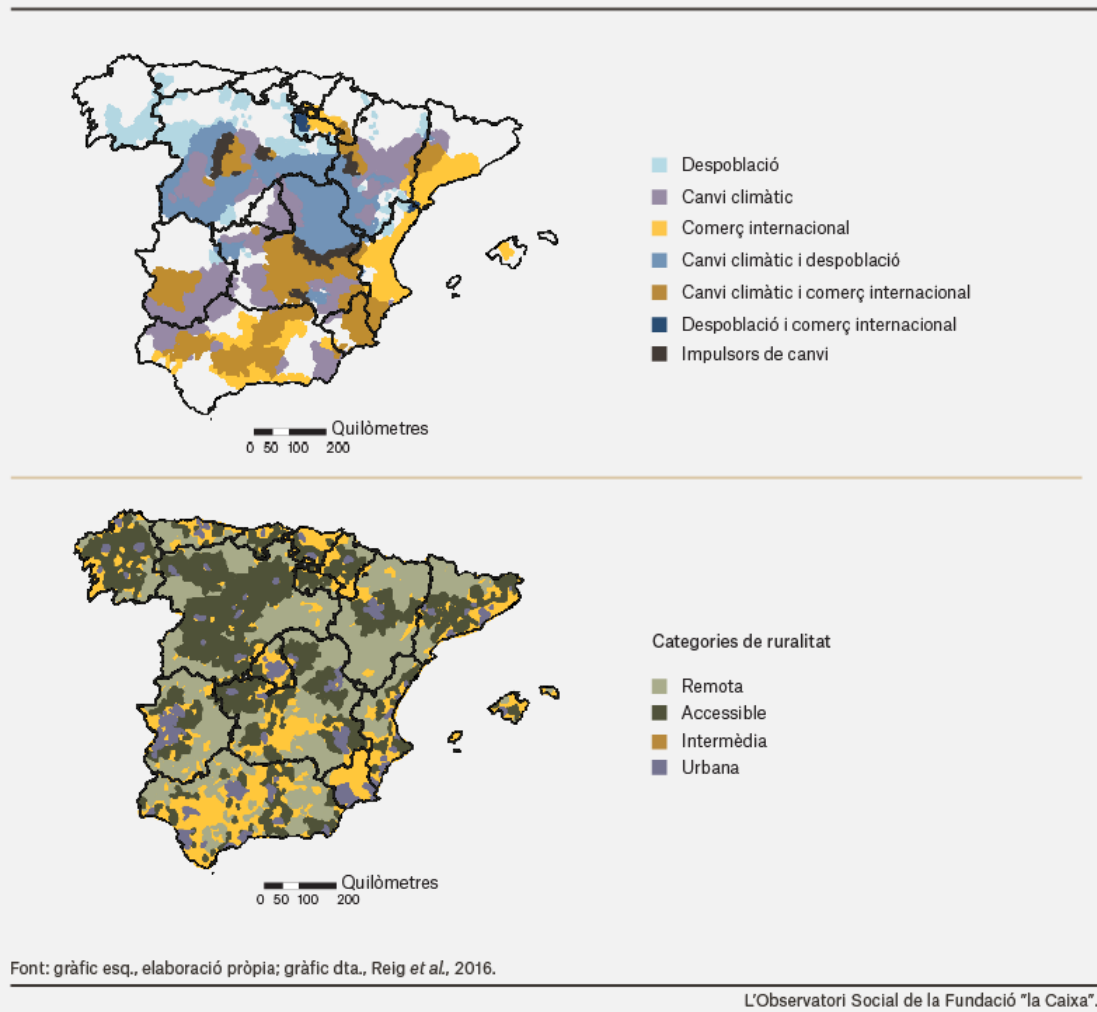 Despoblació
Canvi climàtic
Comerç internacional
Canvi climàtic i despoblació
Canvi climàtic i comerç internacional
Despoblació i comerç internacional
Impulsors de canvi
Quilòmetres
0 50 100 200
Categories de ruralitat
Remota
Accessible
Intermèdia
Urbana
Quilòmetres
0 50 100 200
Font: gràfic esq., elaboració pròpia; gràfic dta., Reig et al., 2016.
L'Observatori Social de la Fundació "la Caixa".